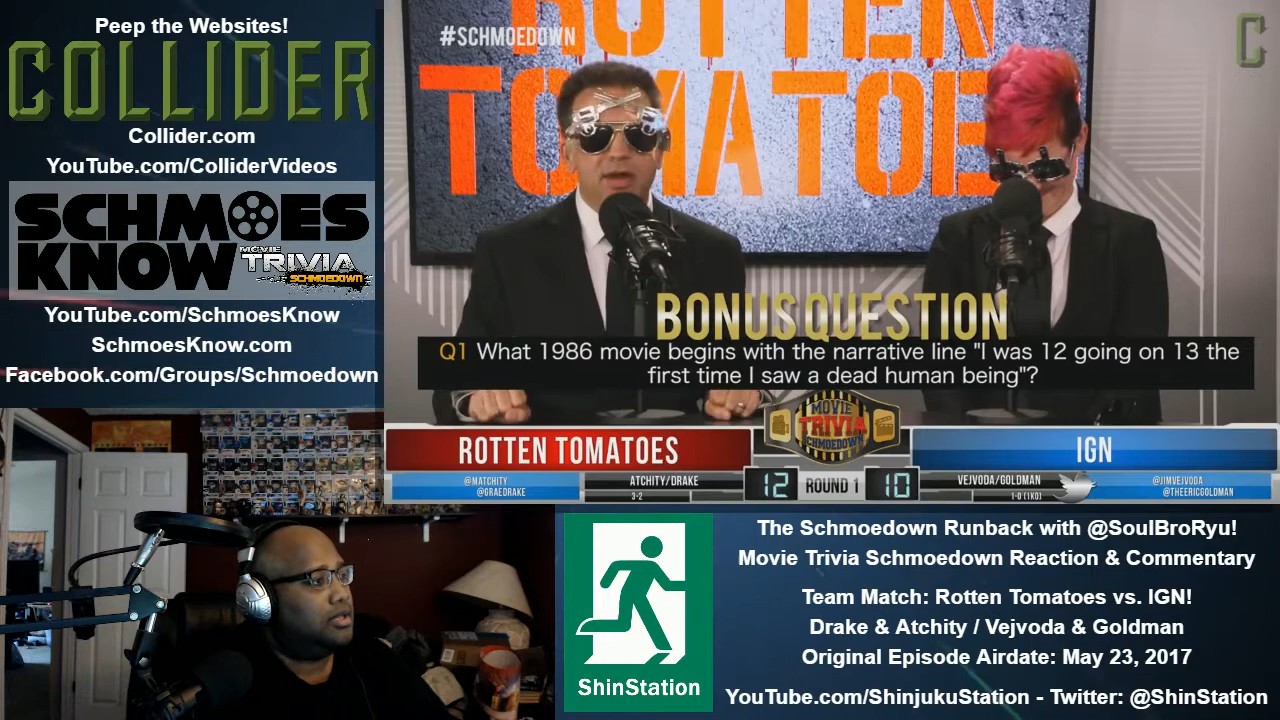 Peep the Websites!
COLLIDER
Collider.com
YouTube.com/ColliderVideos
SCHMOES
KNOW
MOVIE
TRIVIA
SCHMOEDOWN
YouTube.com/SchmoesKnow
SchmoesKnow.com
Facebook.com/Groups/Schmoedown
#SCHMOEDOWN
ROTTEN
TOMATOE
C
BONUS QUESTION
Q1 What 1986 movie begins with the narrative line "I was 12 going on 13 the
first time I saw a dead human being"?
MOVIE
TRIVIA
SCHMOEDOWN
ROTTEN TOMATOES
IGN
@MATCHITY
@GRAEDRAKE
ATCHITY/DRAKE
3-2
12 ROUND 1 10
VEJVODA/GOLDMAN
1-0 (1KO)
@JIMVEJVODA
@THEERICGOLDMAN
ShinStation
The Schmoedown Runback with @SoulBroRyu!
Movie Trivia Schmoedown Reaction & Commentary
Team Match: Rotten Tomatoes vs. IGN!
Drake & Atchity / Vejvoda & Goldman
Original Episode Airdate: May 23, 2017
YouTube.com/ShinjukuStation - Twitter: @ShinStation